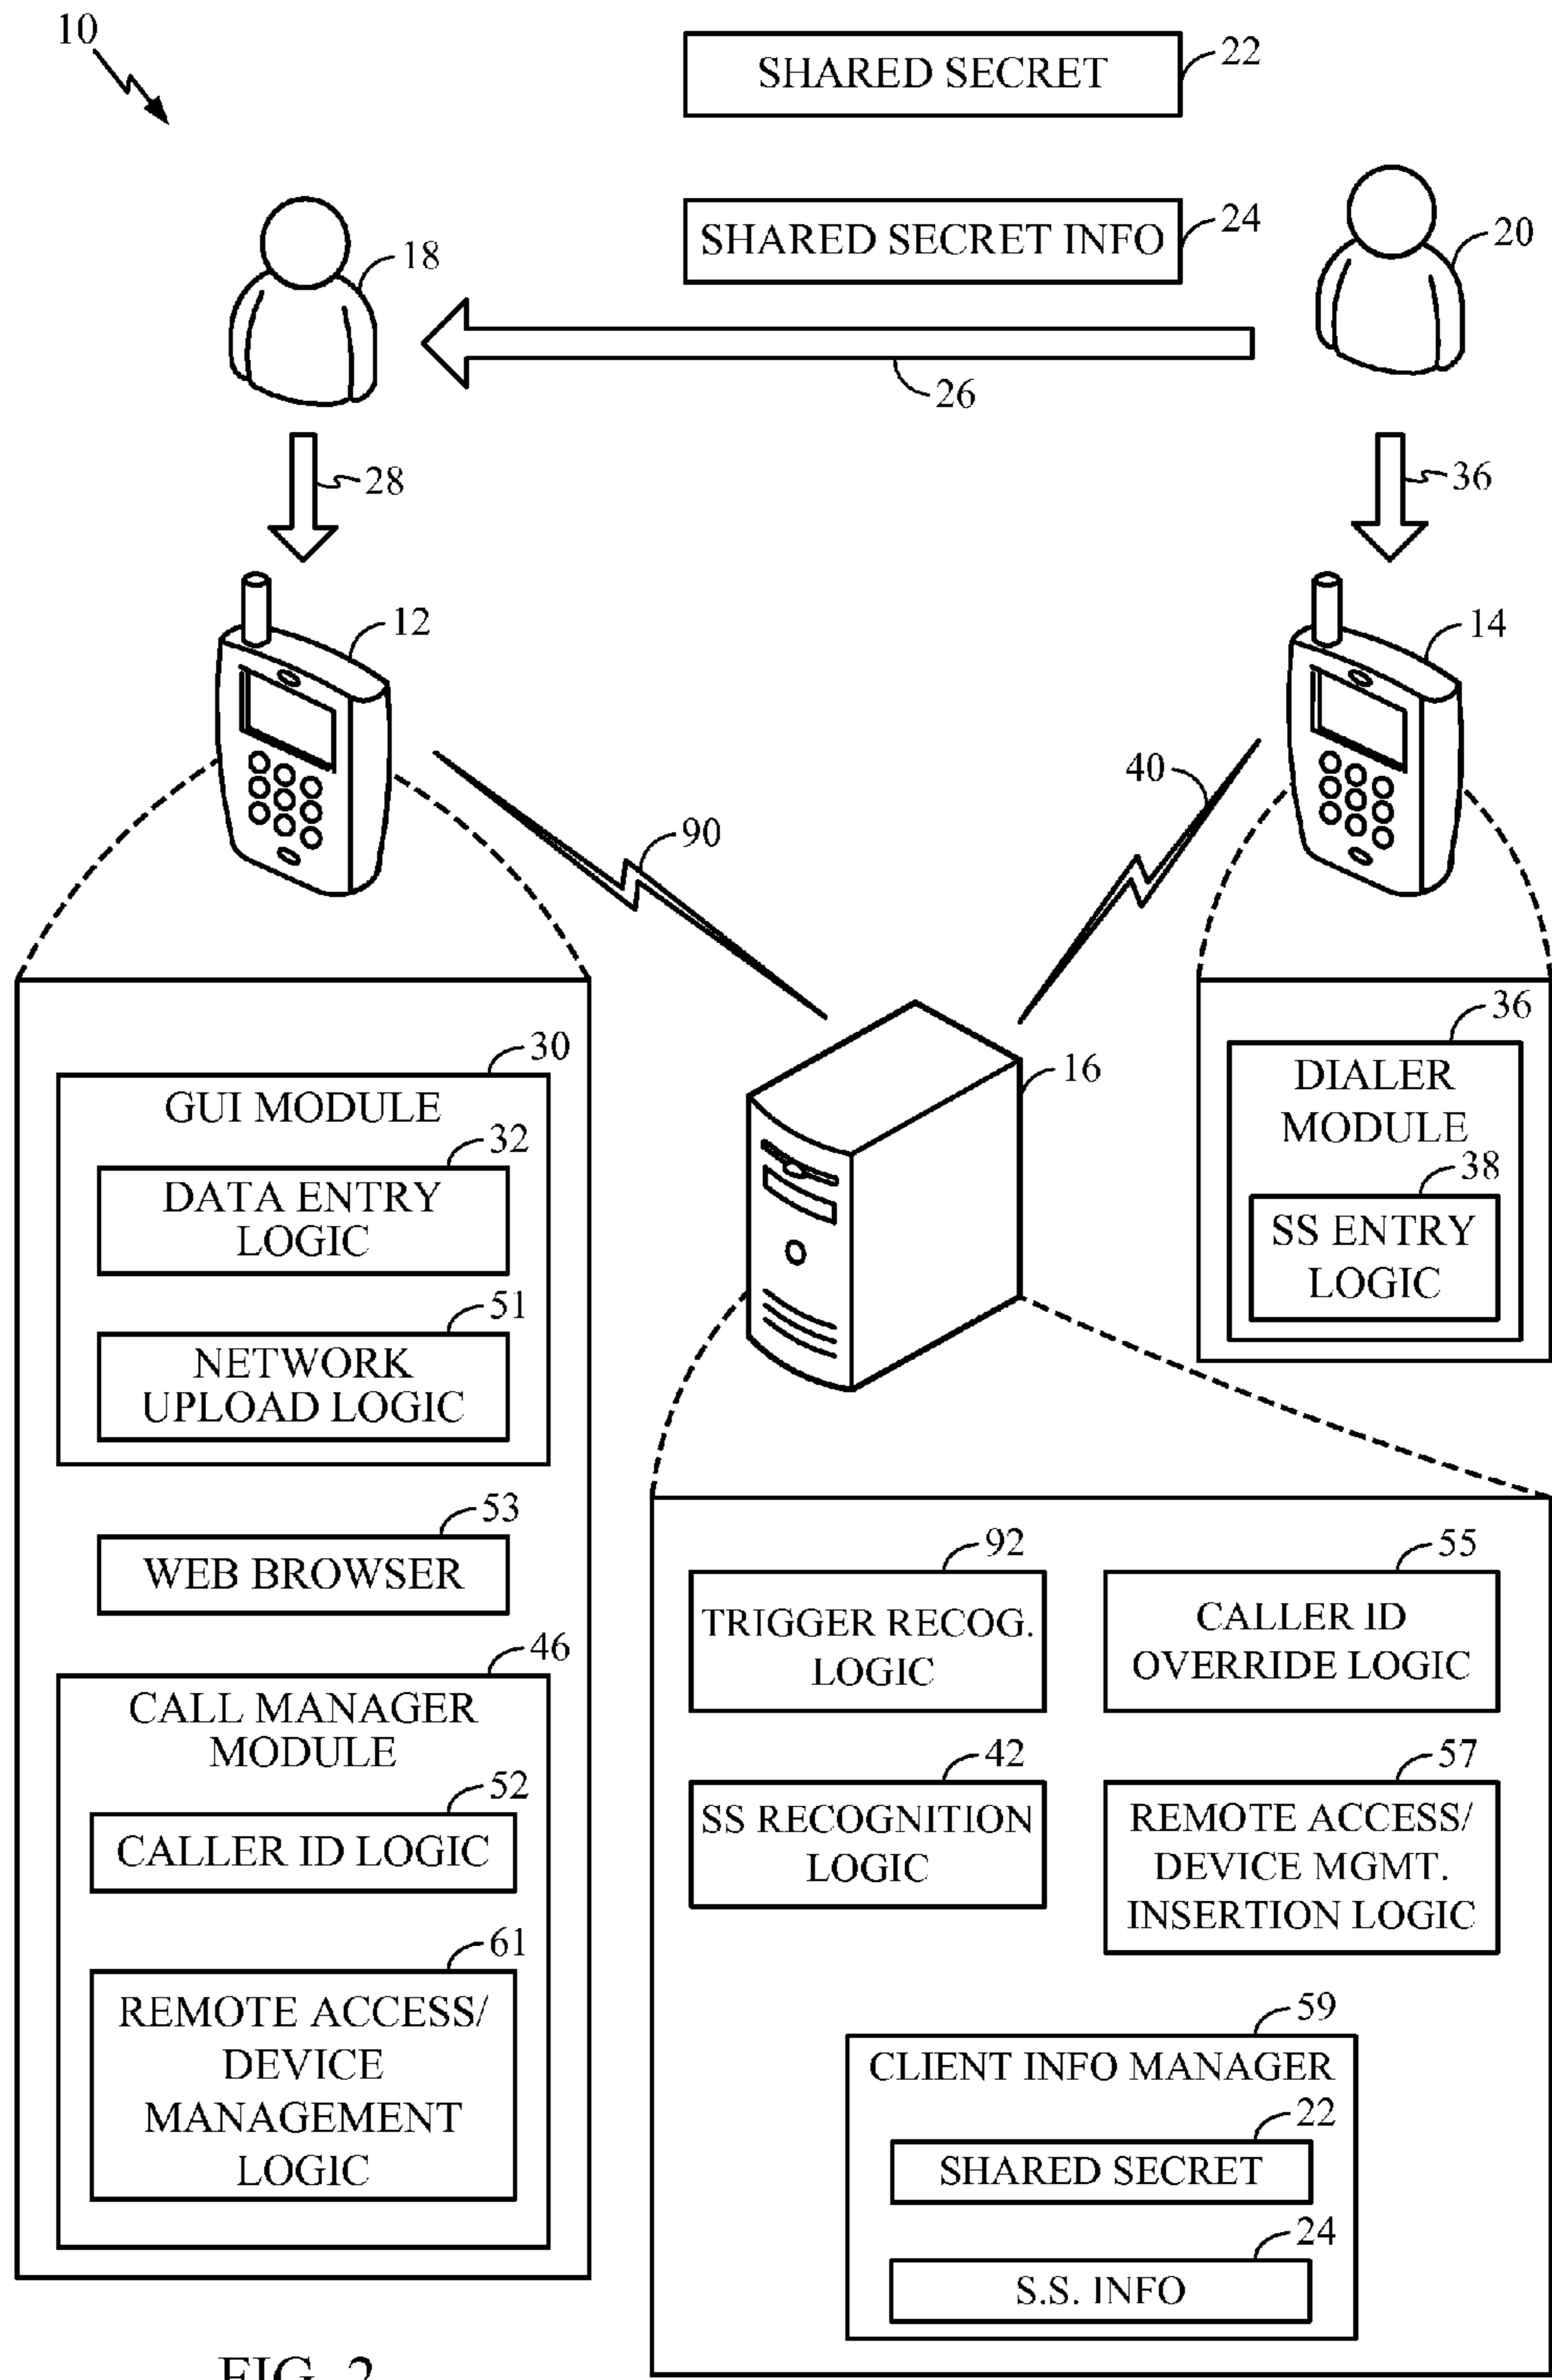 10
SHARED SECRET
22
SHARED SECRET INFO
24
18
20
26
28
36
12
14
90
40
16
30
GUI MODULE
32
DATA ENTRY
LOGIC
51
NETWORK
UPLOAD LOGIC
53
WEB BROWSER
46
CALL MANAGER
MODULE
52
CALLER ID LOGIC
61
REMOTE ACCESS/
DEVICE
MANAGEMENT
LOGIC
36
DIALER
MODULE
38
SS ENTRY
LOGIC
92
TRIGGER RECOG.
LOGIC
55
CALLER ID
OVERRIDE LOGIC
42
SS RECOGNITION
LOGIC
57
REMOTE ACCESS/
DEVICE MGMT.
INSERTION LOGIC
59
CLIENT INFO MANAGER
22
SHARED SECRET
24
S.S. INFO
FIG. 2